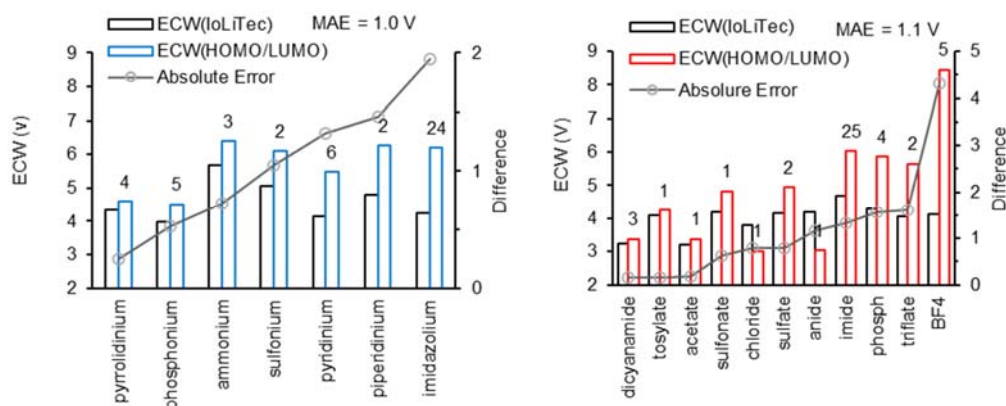 ECW(IoLiTec)
MAE = 1.0 V
ECW(HOMO/LUMO)
Absolute Error
9
8
7
6
5
4
3
2
ECW (v)
4
5
3
2
6
2
24
2
1
0
Difference
pyrrolidinium
phosphonium
ammonium
sulfonium
pyridinium
piperidinium
imidazolium
ECW(IoLiTec)
MAE = 1.1 V
ECW(HOMO/LUMO)
Absolure Error
9
8
7
6
5
4
3
2
ECW (V)
3
1
1
1
1
2
1
25
4
2
5
5
4
3
2
1
0
Difference
dicyanamide
tosylate
acetate
sulfonate
chloride
sulfate
anide
imide
phosph
triflate
BF4